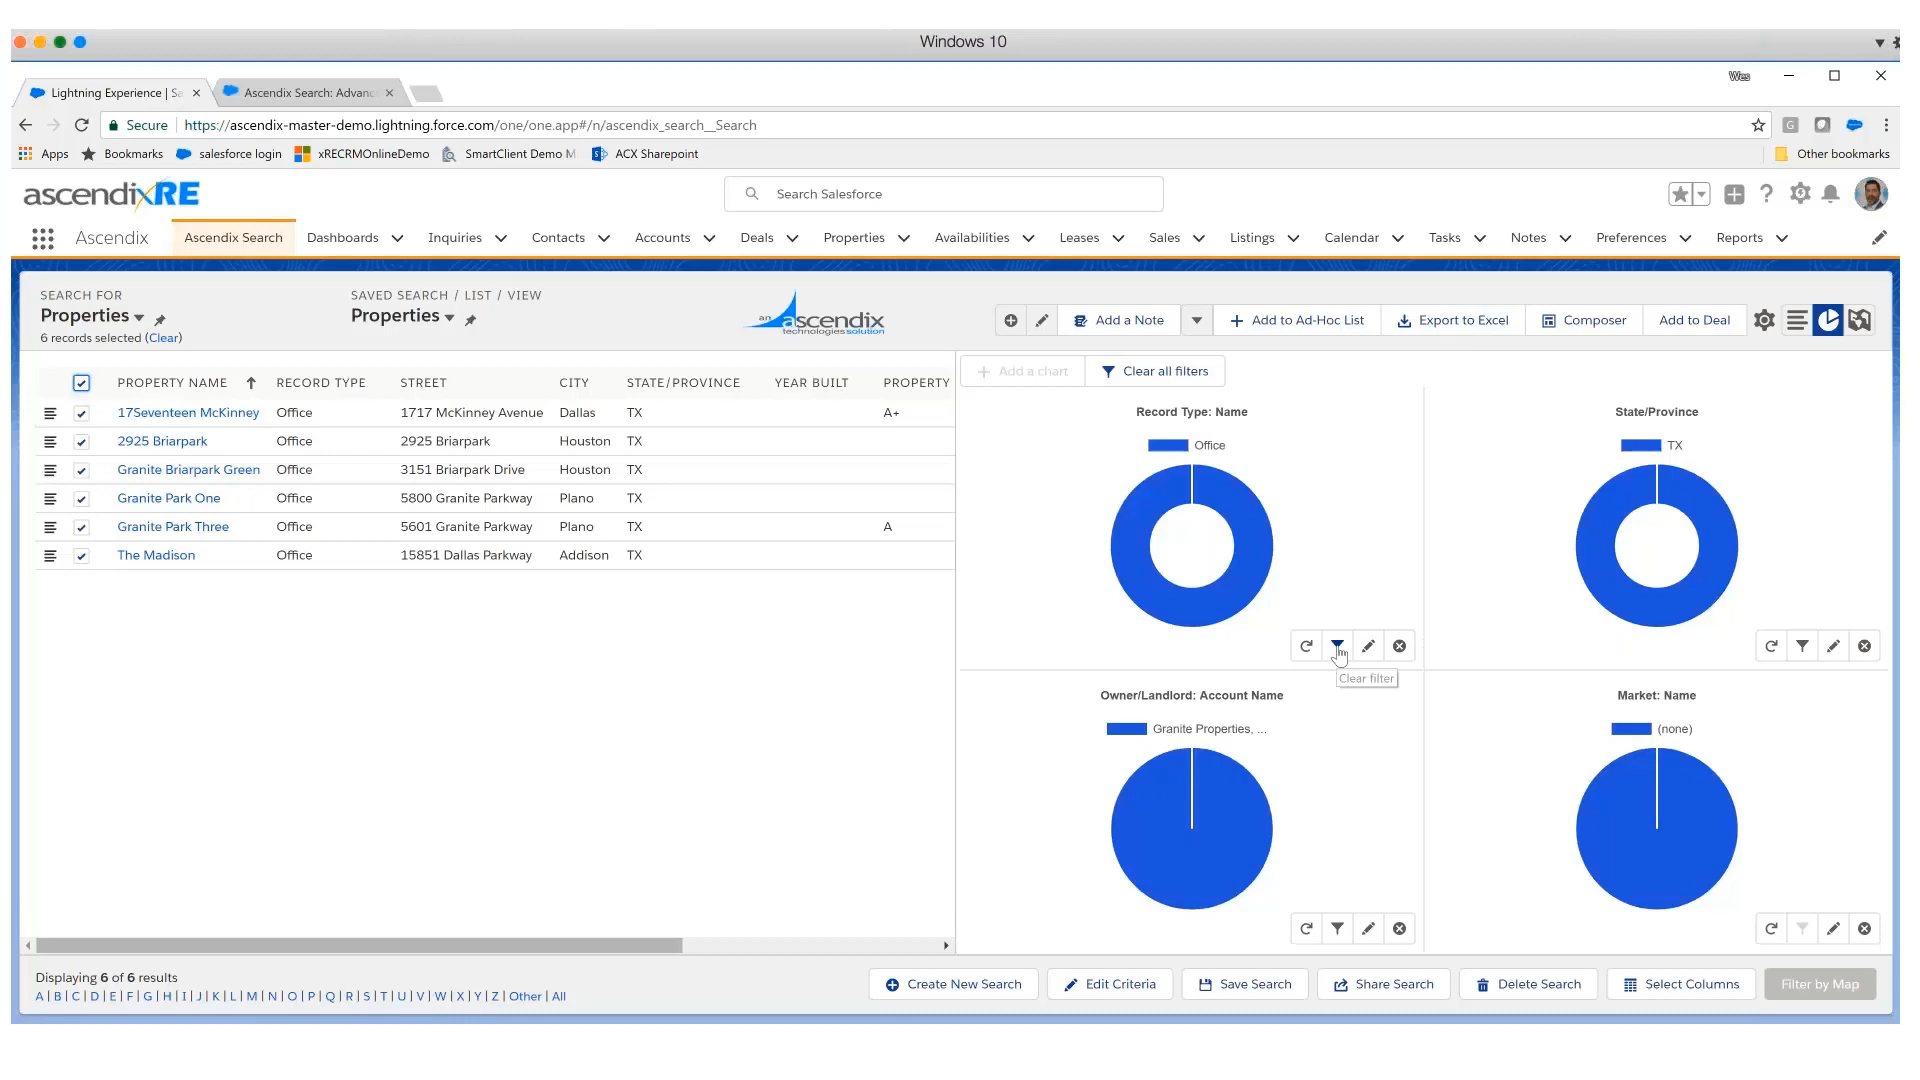 Windows 10
Wes
Lightning Experience | Sa
Ascendix Search: Advanc
Secure | https://ascendix-master-demo.lightning.force.com/one/one.app#/n/ascendix_search__Search
Apps Bookmarks salesforce login xRECRMOnlineDemo SmartClient Demo M ACX Sharepoint Other bookmarks
ascendixRE
Search Salesforce
Ascendix Ascendix Search Dashboards Inquiries Contacts Accounts Deals Properties Availabilities Leases Sales Listings Calendar Tasks Notes Preferences Reports
SEARCH FOR
Properties
6 records selected (Clear)
SAVED SEARCH / LIST / VIEW
Properties
an ascendix
technologies solution
Add a Note Add to Ad-Hoc List Export to Excel Composer Add to Deal
PROPERTY NAME RECORD TYPE STREET CITY STATE/PROVINCE YEAR BUILT PROPERTY
17Seventeen McKinney Office 1717 McKinney Avenue Dallas TX A+
2925 Briarpark Office 2925 Briarpark Houston TX
Granite Briarpark Green Office 3151 Briarpark Drive Houston TX
Granite Park One Office 5800 Granite Parkway Plano TX
Granite Park Three Office 5601 Granite Parkway Plano TX A
The Madison Office 15851 Dallas Parkway Addison TX
Add a chart Clear all filters
Record Type: Name
Office
State/Province
TX
Clear filter
Owner/Landlord: Account Name
Granite Properties, ...
Market: Name
(none)
Displaying 6 of 6 results
A | B | C | D | E | F | G | H | I | J | K | L | M | N | O | P | Q | R | S | T | U | V | W | X | Y | Z | Other | All
Create New Search Edit Criteria Save Search Share Search Delete Search Select Columns Filter by Map